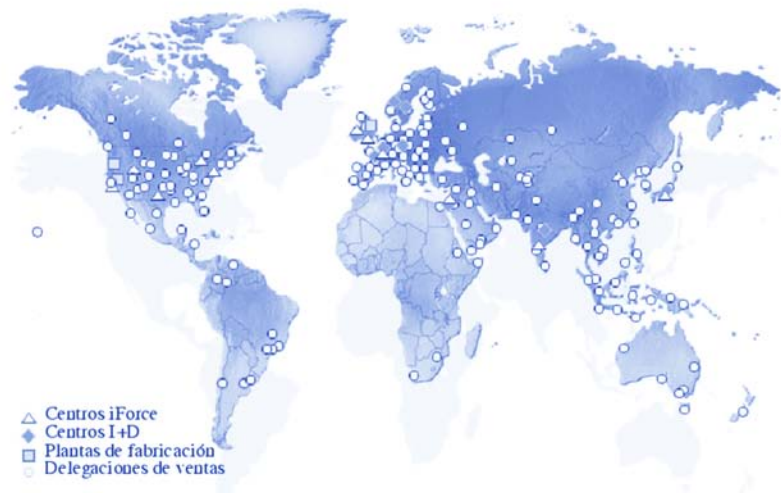 Centros iForce
Centros I+D
Plantas de fabricación
Delegaciones de ventas